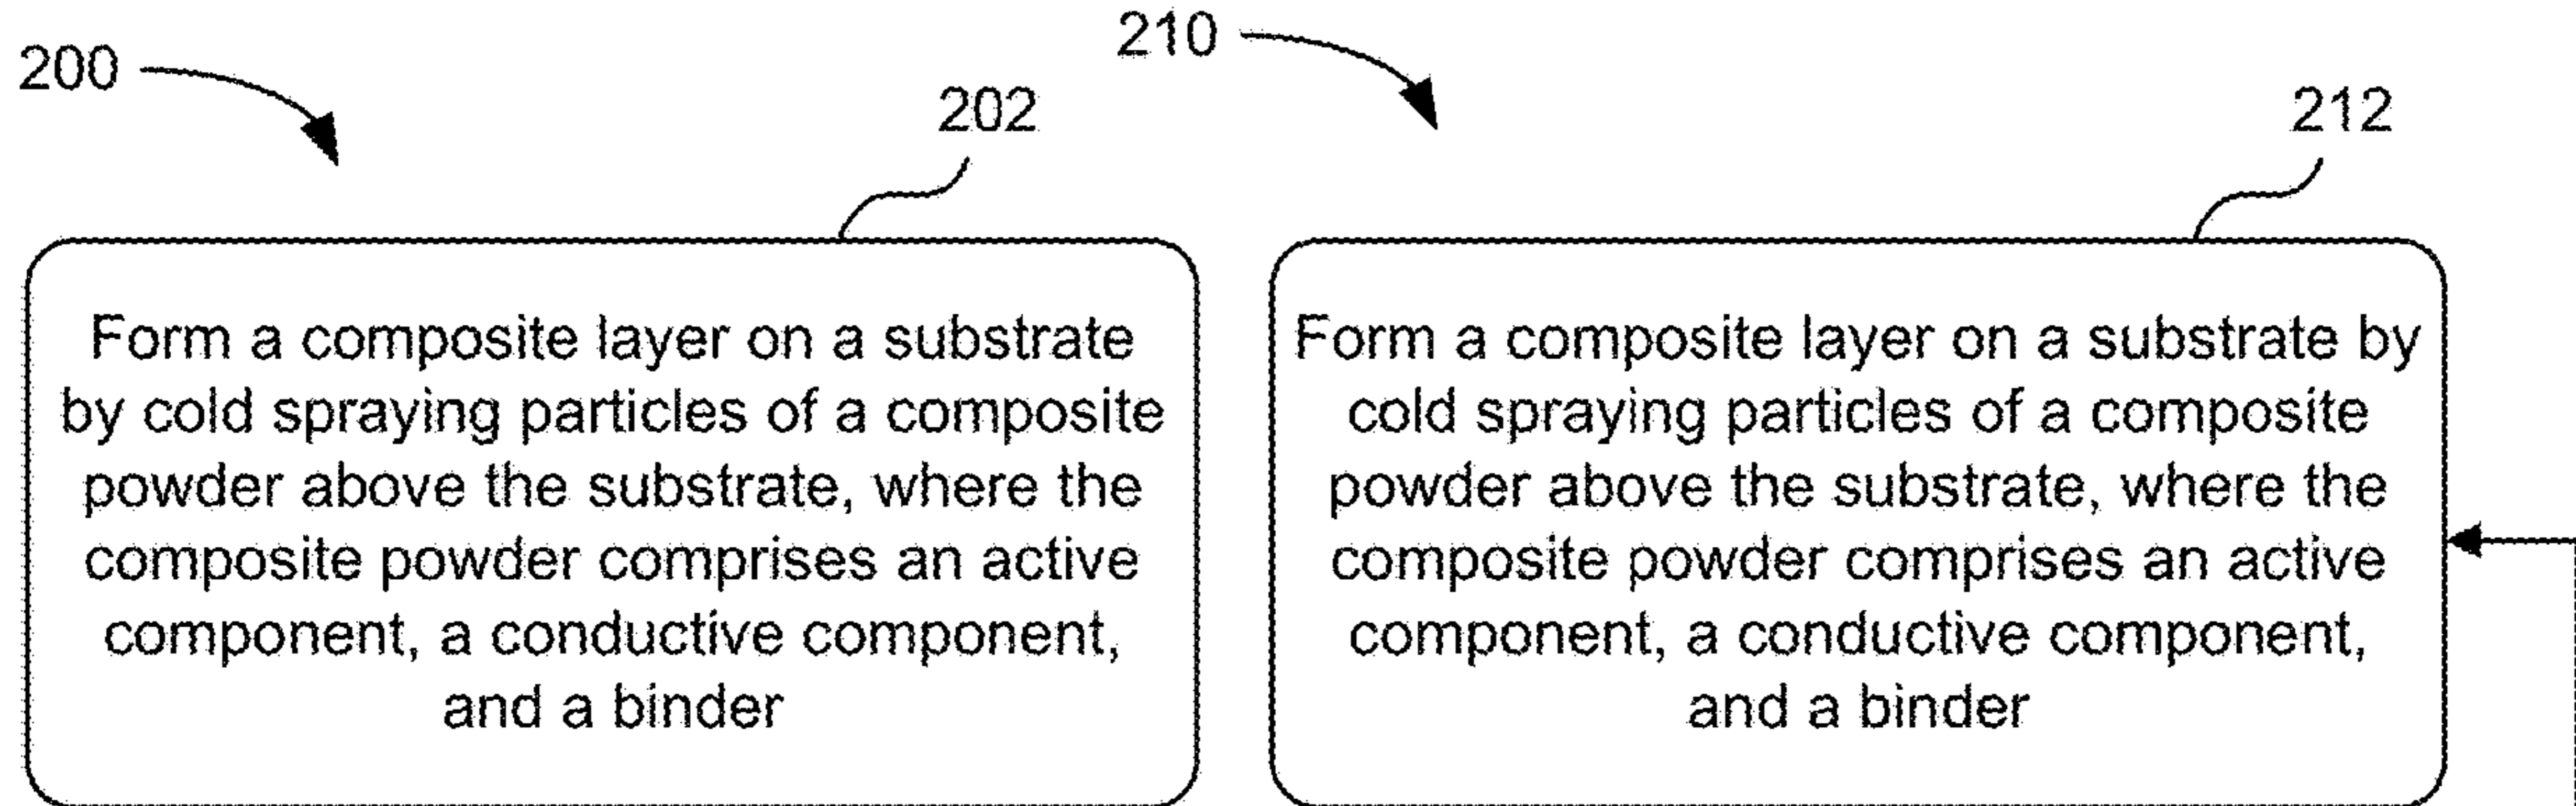 200
202
Form a composite layer on a substrate
by cold spraying particles of a composite
powder above the substrate, where the
composite powder comprises an active
component, a conductive component,
and a binder
210
212
Form a composite layer on a substrate by
cold spraying particles of a composite
powder above the substrate, where the
composite powder comprises an active
component, a conductive component,
and a binder